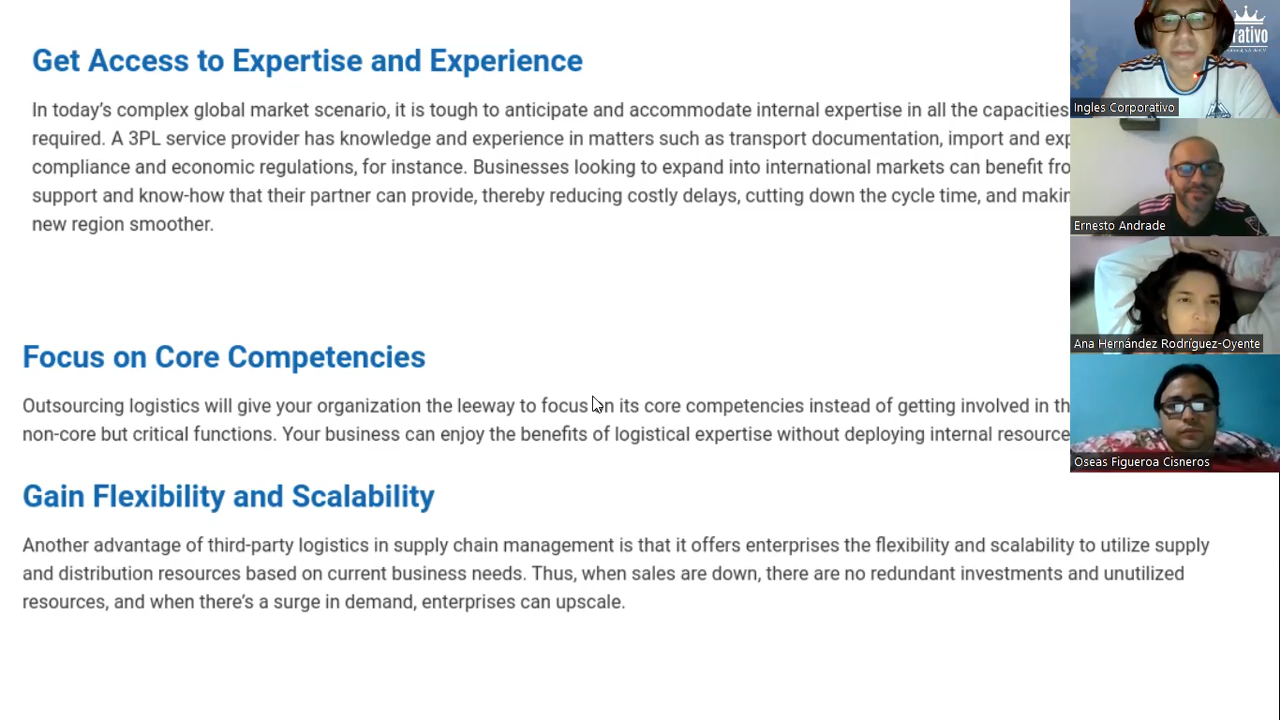 Get Access to Expertise and Experience
In today's complex global market scenario, it is tough to anticipate and accommodate internal expertise in all the capacities
required. A 3PL service provider has knowledge and experience in matters such as transport documentation, import and
compliance and economic regulations, for instance. Businesses looking to expand into international markets can benefit
support and know-how that their partner can provide, thereby reducing costly delays, cutting down the cycle time, and
new region smoother.
Focus on Core Competencies
Outsourcing logistics will give your organization the leeway to focus on its core competencies instead of getting involved in
non-core but critical functions. Your business can enjoy the benefits of logistical expertise without deploying internal
Gain Flexibility and Scalability
Another advantage of third-party logistics in supply chain management is that it offers enterprises the flexibility and scalability to utilize supply
and distribution resources based on current business needs. Thus, when sales are down, there are no redundant investments and unutilized
resources, and when there's a surge in demand, enterprises can upscale.
Ingles Corporativo
Ernesto Andrade
Ana Hernández Rodríguez-Oyente
Oseas Figueroa Cisneros